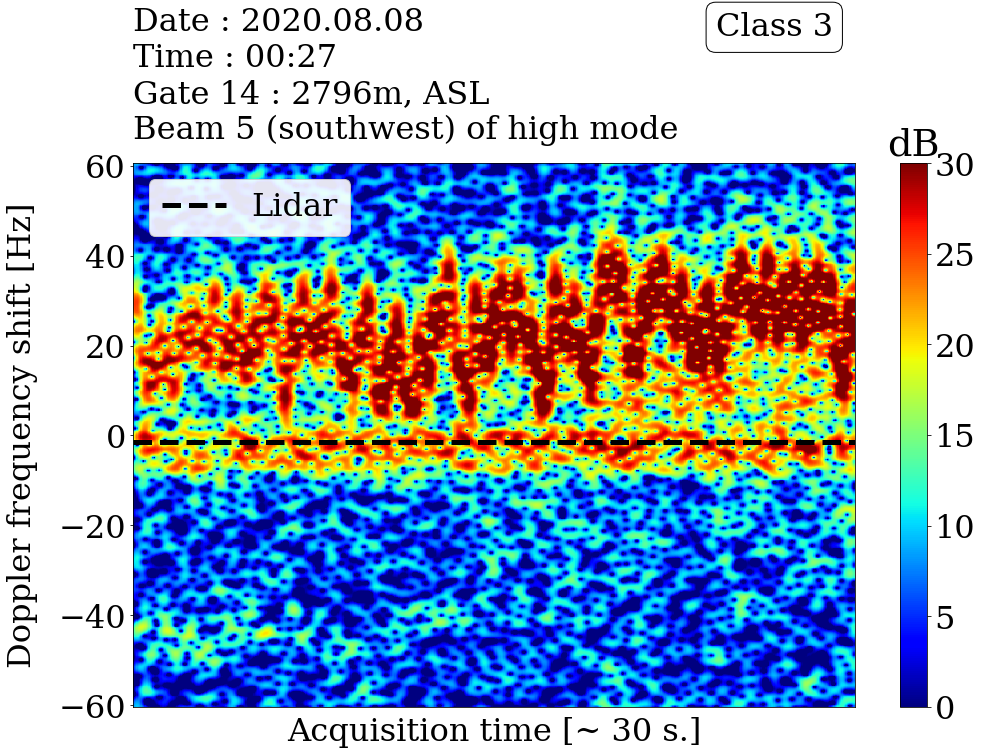 Date : 2020.08.08
Time : 00:27
Gate 14 : 2796m, ASL
Beam 5 (southwest) of high mode
Class 3
dB
Lidar
Doppler frequency shift [Hz]
60
40
20
0
−20
−40
−60
Acquisition time [~ 30 s.]
30
25
20
15
10
5
0